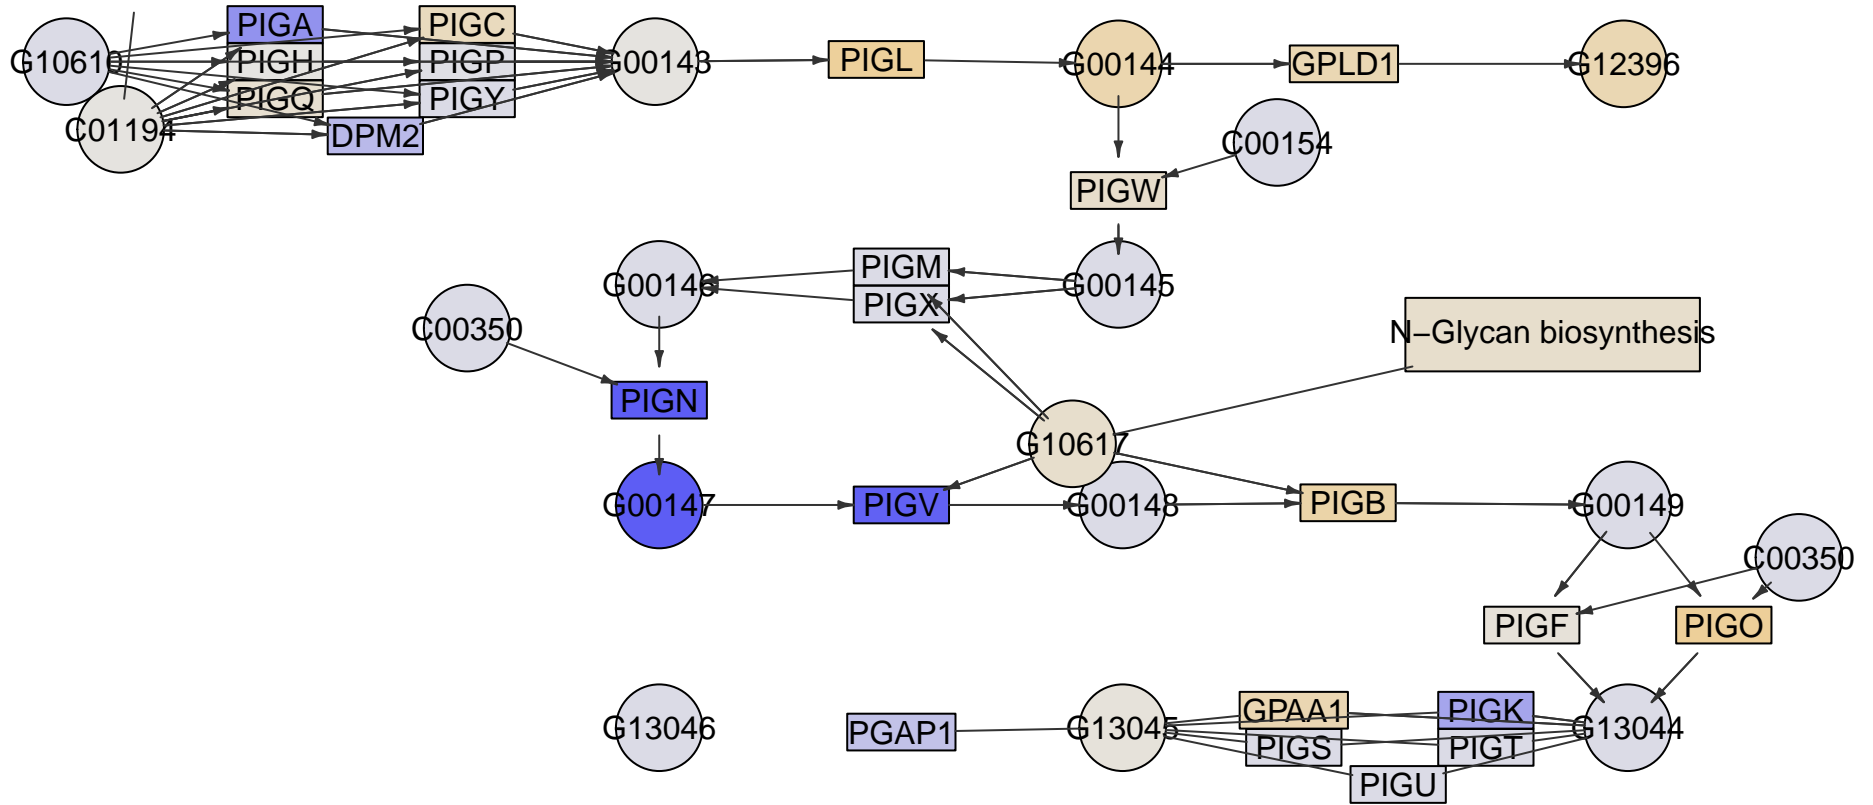 PIGA
PIGC
G10610
PIGH
PIGP
G00143
PIGL
G00144
GPLD1
G12396
PIGQ
PIGY
C01194
DPM2
C00154
PIGW
PIGM
G00146
G00145
PIGX
C00350
N−Glycan biosynthesis
PIGN
G10617
G00147
PIGV
G00148
PIGB
G00149
C00350
PIGF
PIGO
GPAA1
PIGK
G13046
PGAP1
G13045
G13044
PIGS
PIGT
PIGU